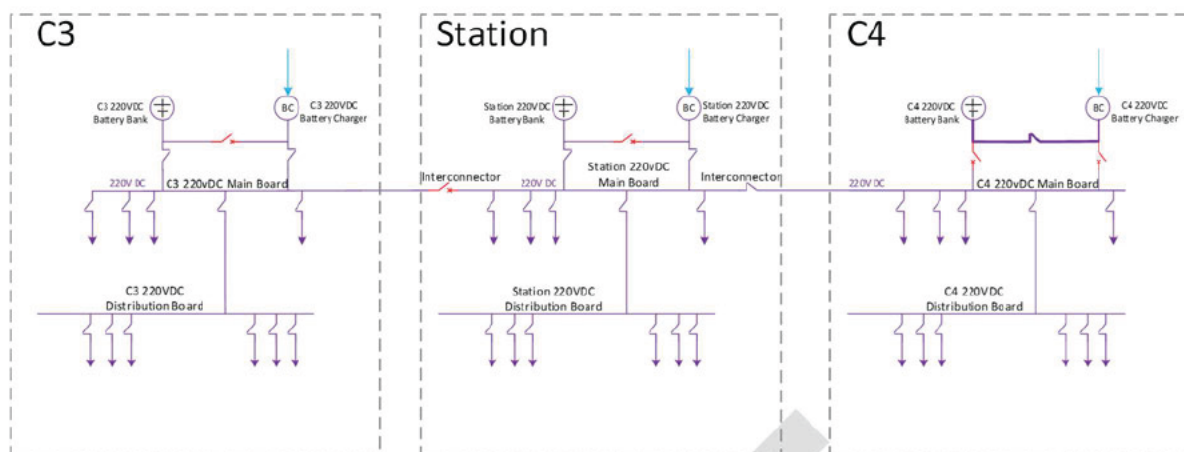 C3
Station
C4
C3 220VDC
Battery Bank
BC
C3 220VDC
Battery Charger
Station 220VDC
Battery Bank
BC
Station 220VDC
Battery Charger
C4 220VDC
Battery Bank
BC
C4 220VDC
Battery Charger
220V DC
C3 220vDC Main Board
Interconnector
220V DC
Station 220vDC
Main Board
Interconnector
220V DC
C4 220vDC Main Board
C3 220VDC
Distribution Board
Station 220VDC
Distribution Board
C4 220VDC
Distribution Board